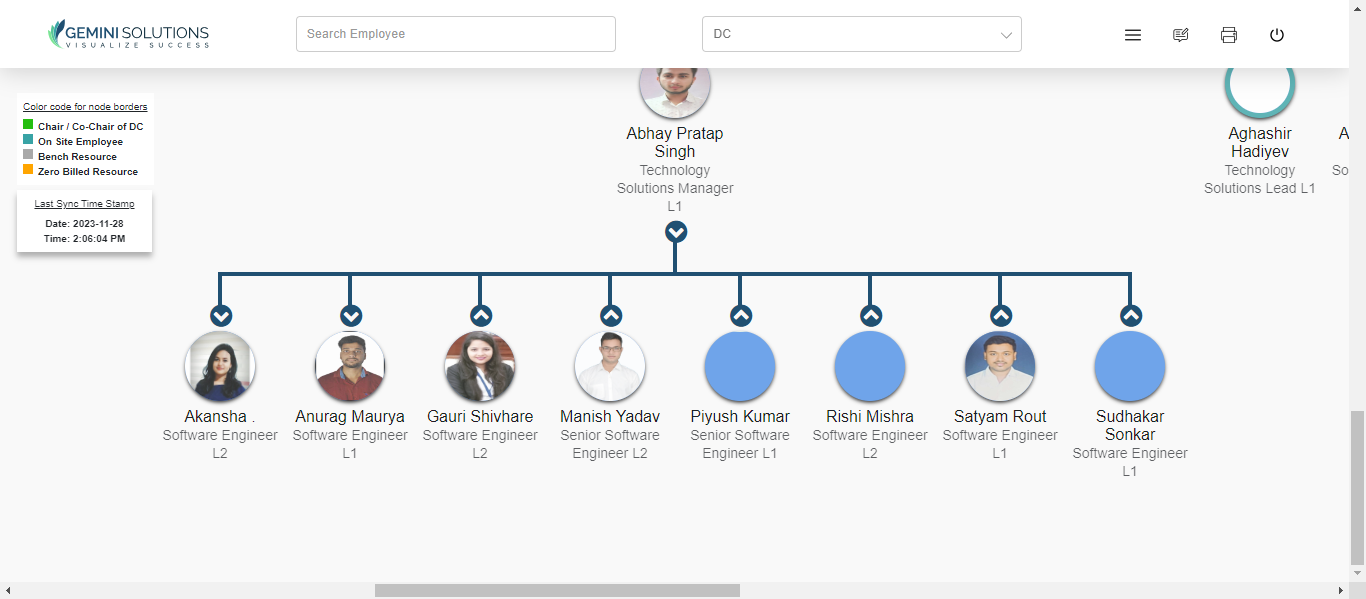 GEMINI SOLUTIONS
VISUALIZE SUCCESS
Search Employee
DC
Color code for node borders
Chair / Co-Chair of DC
On Site Employee
Bench Resource
Zero Billed Resource
Last Sync Time Stamp
Date: 2023-11-28
Time: 2:06:04 PM
Abhay Pratap
Singh
Technology
Solutions Manager
L1
Aghashir
Hadiyev
Technology
Solutions Lead L1
A
So
Akansha .
Software Engineer
L2
Anurag Maurya
Software Engineer
L1
Gauri Shivhare
Software Engineer
L2
Manish Yadav
Senior Software
Engineer L2
Piyush Kumar
Senior Software
Engineer L1
Rishi Mishra
Software Engineer
L2
Satyam Rout
Software Engineer
L1
Sudhakar
Sonkar
Software Engineer
L1